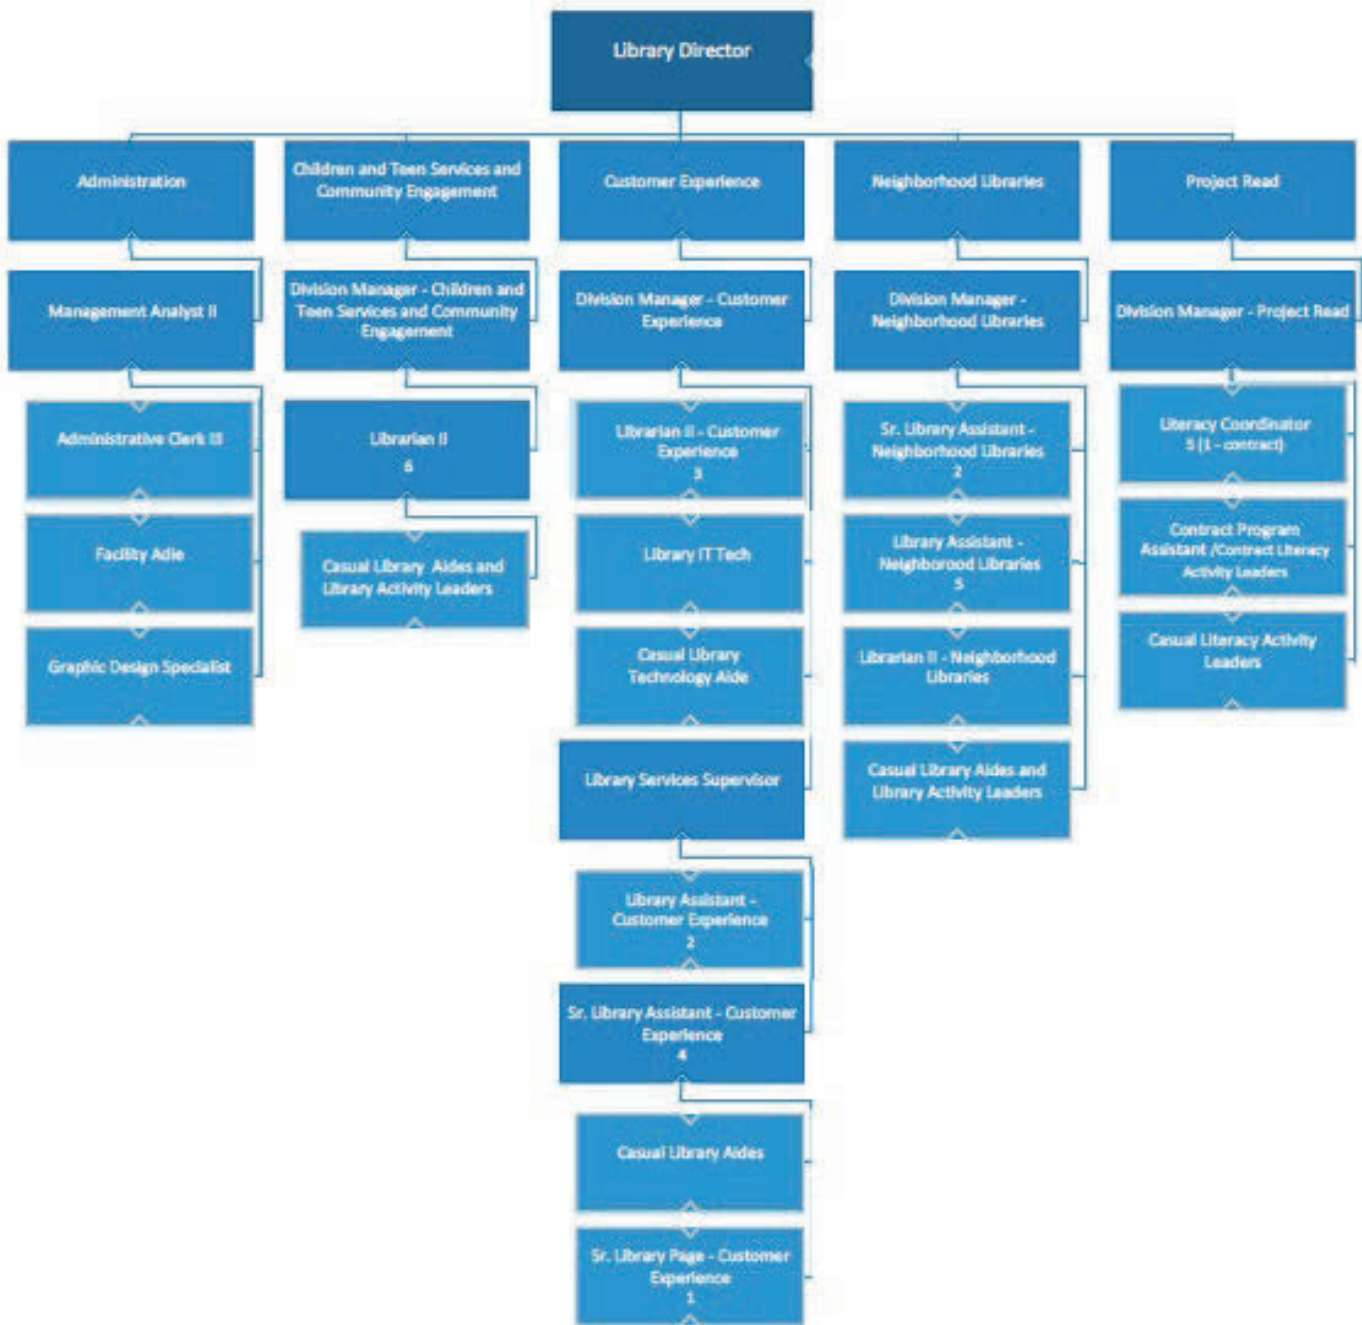 Library Director
Administration
Children and Teen Services and
Community Engagement
Customer Experience
Neighborhood Libraries
Project Read
Management Analyst II
Division Manager - Children and
Teen Services and Community
Engagement
Division Manager - Customer
Experience
Division Manager -
Neighborhood Libraries
Division Manager - Project Read
Administrative Clerk III
Facility Adie
Graphic Design Specialist
Librarian II
6
Casual Library Aides and
Library Activity Leaders
Librarian II - Customer
Experience
3
Library IT Tech
Casual Library
Technology Aide
Library Services Supervisor
Library Assistant -
Customer Experience
2
Sr. Library Assistant - Customer
Experience
4
Casual Library Aides
Sr. Library Page - Customer
Experience
1
Sr. Library Assistant -
Neighborhood Libraries
2
Library Assistant -
Neighborood Libraries
5
Librarian II - Neighborhood
Libraries
Casual Library Aides and
Library Activity Leaders
Literacy Coordinator
5 (1 - contract)
Contract Program
Assistant /Contract Literacy
Activity Leaders
Casual Literacy Activity
Leaders